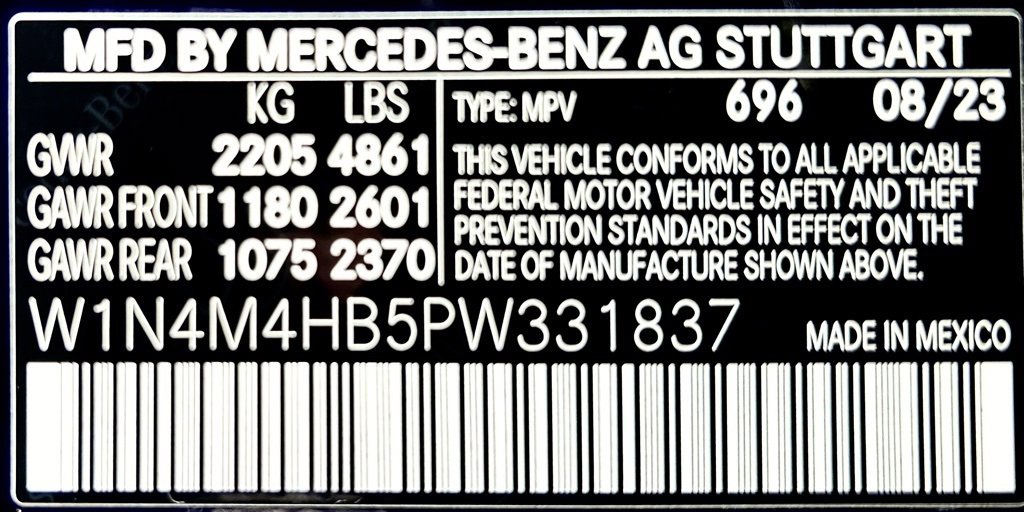 MFD BY MERCEDES-BENZ AG STUTTGART
KG LBS
GVWR 2205 4861
GAWR FRONT 1180 2601
GAWR REAR 1075 2370
TYPE: MPV 696 08/23
THIS VEHICLE CONFORMS TO ALL APPLICABLE
FEDERAL MOTOR VEHICLE SAFETY AND THEFT
PREVENTION STANDARDS IN EFFECT ON THE
DATE OF MANUFACTURE SHOWN ABOVE.
W1N4M4HB5PW331837
MADE IN MEXICO